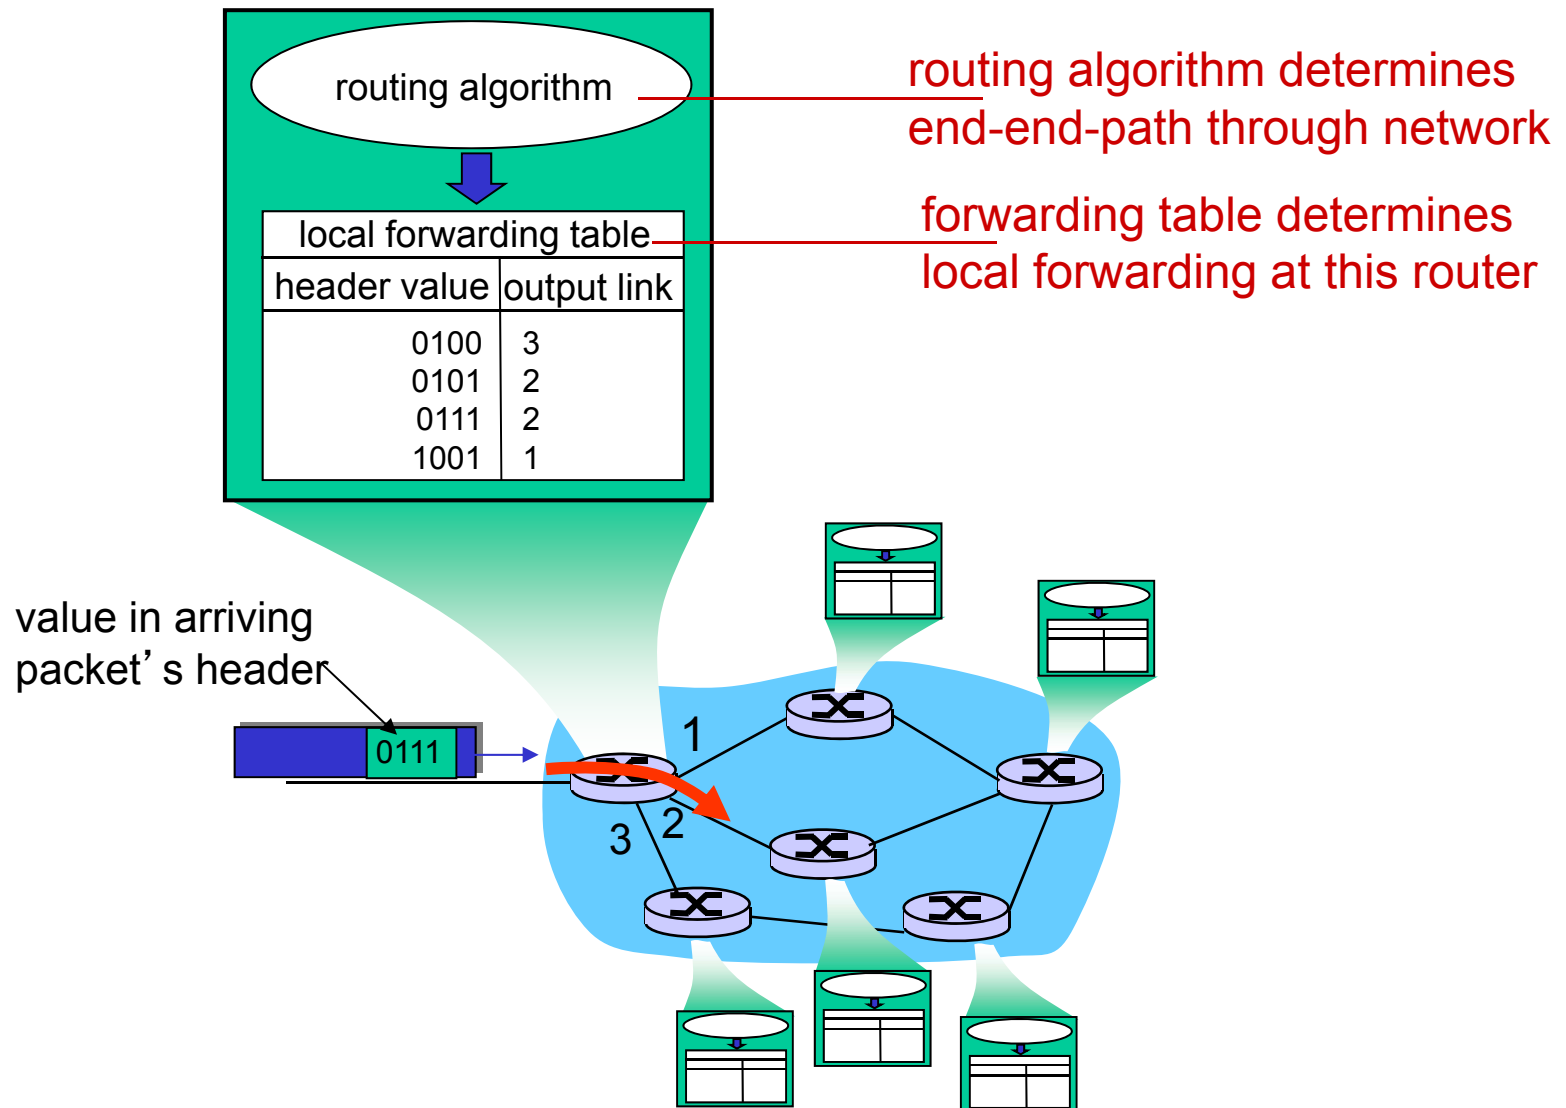 routing algorithm
routing algorithm determines
end-end-path through network
local forwarding table
forwarding table determines
local forwarding at this router
header value output link
0100 3
0101 2
0111 2
1001 1
value in arriving
packet’s header
0111
1
2
3